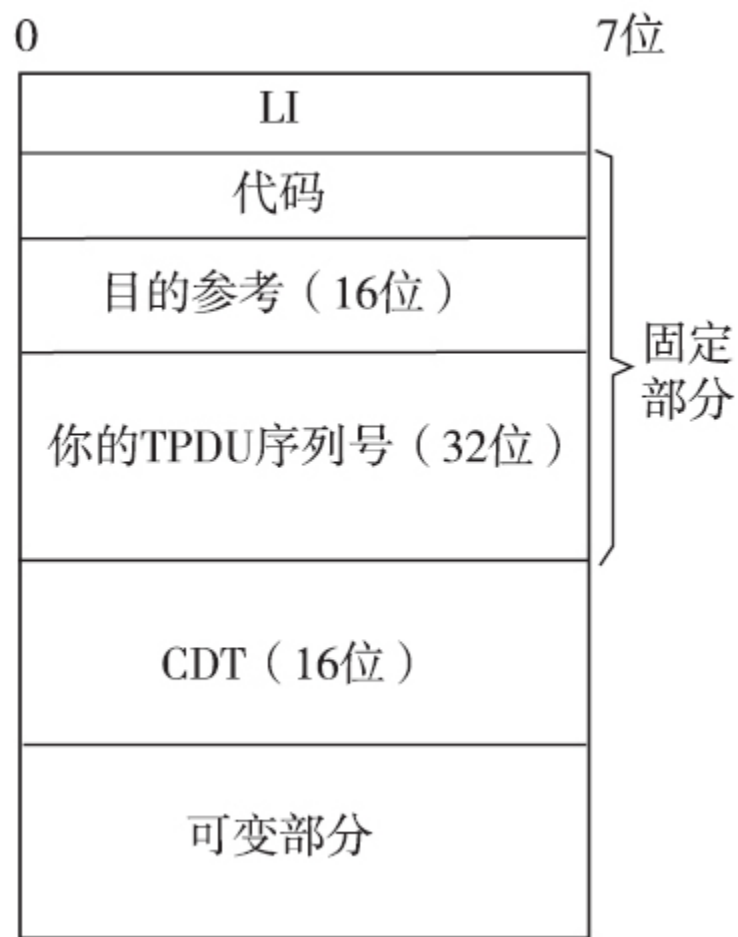 0
7位
LI
代码
目的参考（16位）
固定
部分
你的TPDU序列号（32位）
CDT（16位）
可变部分